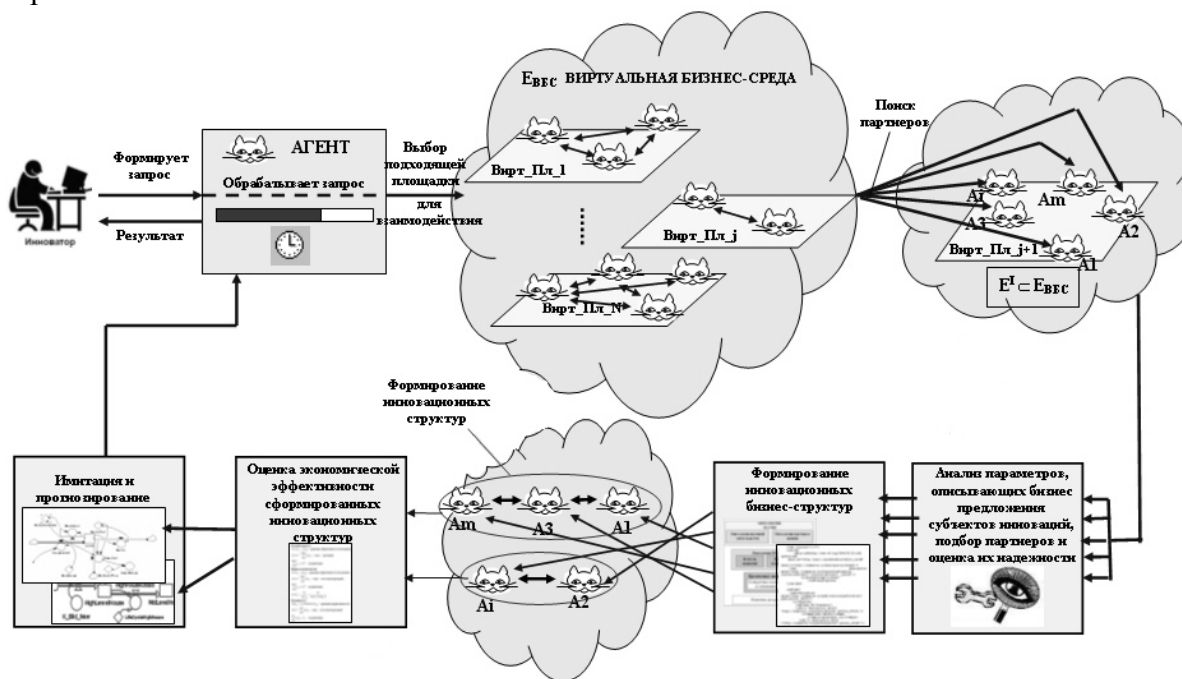 Формирует
запрос
Инноватор
Результат
АГЕНТ
Обрабатывает запрос
Выбор
подходящей
площадки
для
взаимодействия
EВБС ВИРТУАЛЬНАЯ БИЗНЕС-СРЕДА
Вирт_Пл_1
Вирт_Пл_j
Вирт_Пл_N
Поиск
партнеров
Ai
Am
A3
A2
Вирт_Пл_j+1
A1
E^I ⊂ EВБС
Формирование
инновационных
структур
Имитация и
прогнозирование
Оценка экономической
эффективности
сформированных
инновационных
структур
Am
A3
A1
Ai
A2
Формирование
инновационных
бизнес-структур
Анализ параметров,
описывающих бизнес
предложения
субъектов инноваций,
подбор партнеров и
оценка их надежности